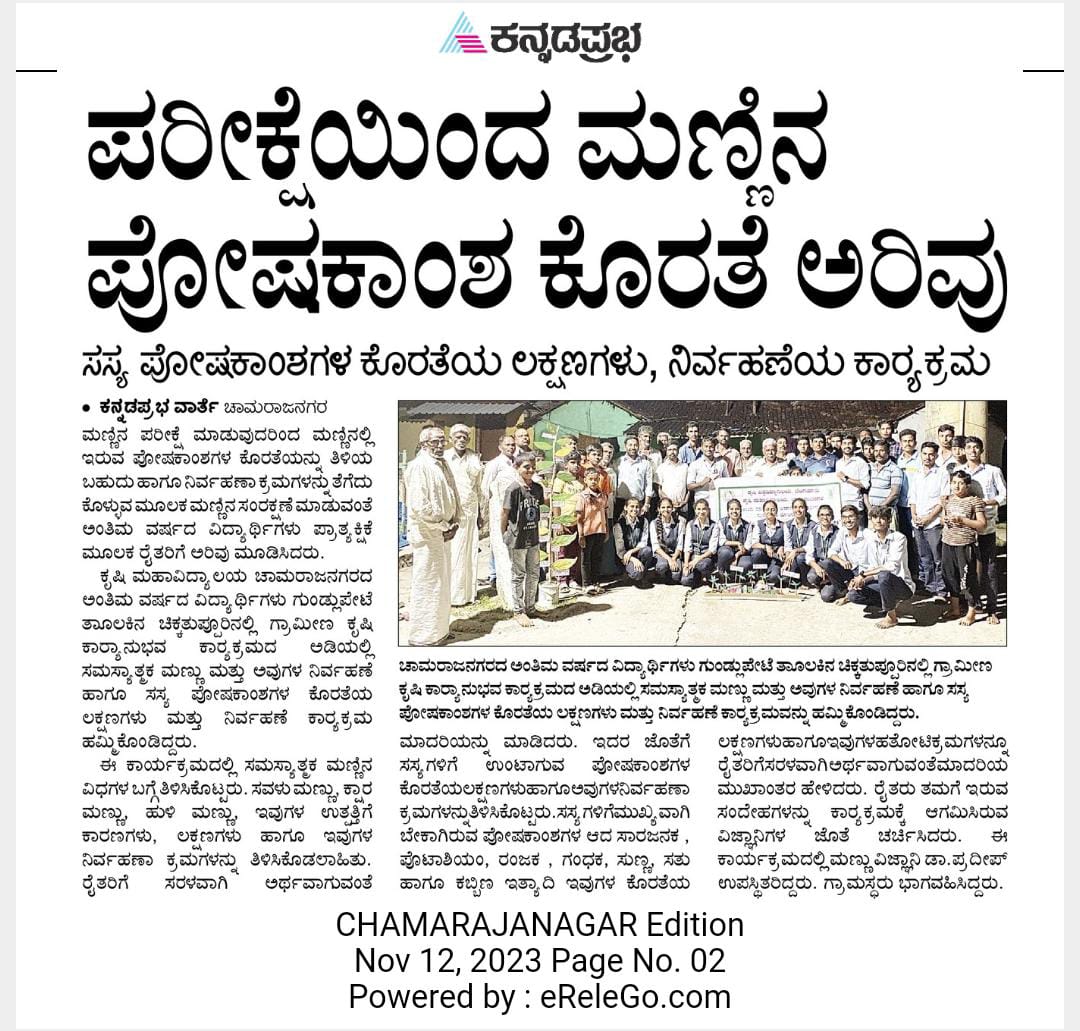 ಕನ್ನಡಪ್ರಭ
ಪರೀಕ್ಷೆಯಿಂದ ಮಣ್ಣಿನ
ಪೋಷಕಾಂಶ ಕೊರತೆ ಅರಿವು
ಸಸ್ಯ ಪೋಷಕಾಂಶಗಳ ಕೊರತೆಯ ಲಕ್ಷಣಗಳು, ನಿರ್ವಹಣೆಯ ಕಾರ‍್ಯಕ್ರಮ
• ಕನ್ನಡಪ್ರಭ ವಾರ್ತೆ ಚಾಮರಾಜನಗರ
ಮಣ್ಣಿನ ಪರೀಕ್ಷೆ ಮಾಡುವುದರಿಂದ ಮಣ್ಣಿನಲ್ಲಿ
ಇರುವ ಪೋಷಕಾಂಶಗಳ ಕೊರತೆಯನ್ನು ತಿಳಿಯ
ಬಹುದು ಹಾಗೂ ನಿರ್ವಹಣಾ ಕ್ರಮಗಳನ್ನು ತೆಗೆದು
ಕೊಳ್ಳುವ ಮೂಲಕ ಮಣ್ಣಿನ ಸಂರಕ್ಷಣೆ ಮಾಡುವಂತೆ
ಅಂತಿಮ ವರ್ಷದ ವಿದ್ಯಾರ್ಥಿಗಳು ಪ್ರಾತ್ಯಕ್ಷಿಕೆ
ಮೂಲಕ ರೈತರಿಗೆ ಅರಿವು ಮೂಡಿಸಿದರು.
ಕೃಷಿ ಮಹಾವಿದ್ಯಾಲಯ ಚಾಮರಾಜನಗರದ
ಅಂತಿಮ ವರ್ಷದ ವಿದ್ಯಾರ್ಥಿಗಳು ಗುಂಡ್ಲುಪೇಟೆ
ತಾೂಲಕಿನ ಚಿಕ್ಕತುಪ್ಪೂರಿನಲ್ಲಿ ಗ್ರಾಮೀಣ ಕೃಷಿ
ಕಾರ‍್ಯಾನುಭವ ಕಾರ‍್ಯಕ್ರಮದ ಅಡಿಯಲ್ಲಿ
ಸಮಸ್ಯಾತ್ಮಕ ಮಣ್ಣು ಮತ್ತು ಅವುಗಳ ನಿರ್ವಹಣೆ
ಹಾಗೂ ಸಸ್ಯ ಪೋಷಕಾಂಶಗಳ ಕೊರತೆಯ
ಲಕ್ಷಣಗಳು ಮತ್ತು ನಿರ್ವಹಣೆ ಕಾರ‍್ಯಕ್ರಮ
ಹಮ್ಮಿಕೊಂಡಿದ್ದರು.
ಈ ಕಾರ್ಯಕ್ರಮದಲ್ಲಿ ಸಮಸ್ಯಾತ್ಮಕ ಮಣ್ಣಿನ
ವಿಧಗಳ ಬಗ್ಗೆ ತಿಳಿಸಿಕೊಟ್ಟರು. ಸವಳು ಮಣ್ಣು, ಕ್ಷಾರ
ಮಣ್ಣು, ಹುಳಿ ಮಣ್ಣು, ಇವುಗಳ ಉತ್ಪತ್ತಿಗೆ
ಕಾರಣಗಳು, ಲಕ್ಷಣಗಳು ಹಾಗೂ ಇವುಗಳ
ನಿರ್ವಹಣಾ ಕ್ರಮಗಳನ್ನು ತಿಳಿಸಿಕೊಡಲಾಹಿತು.
ರೈತರಿಗೆ ಸರಳವಾಗಿ ಅರ್ಥವಾಗುವಂತೆ
ಚಾಮರಾಜನಗರದ ಅಂತಿಮ ವರ್ಷದ ವಿದ್ಯಾರ್ಥಿಗಳು ಗುಂಡ್ಲುಪೇಟೆ ತಾೂಲಕಿನ ಚಿಕ್ಕತುಪ್ಪೂರಿನಲ್ಲಿ ಗ್ರಾಮೀಣ
ಕೃಷಿ ಕಾರ‍್ಯಾನುಭವ ಕಾರ‍್ಯಕ್ರಮದ ಅಡಿಯಲ್ಲಿ ಸಮಸ್ಯಾತ್ಮಕ ಮಣ್ಣು ಮತ್ತು ಅವುಗಳ ನಿರ್ವಹಣೆ ಹಾಗೂ ಸಸ್ಯ
ಪೋಷಕಾಂಶಗಳ ಕೊರತೆಯ ಲಕ್ಷಣಗಳು ಮತ್ತು ನಿರ್ವಹಣೆ ಕಾರ‍್ಯಕ್ರಮವನ್ನು ಹಮ್ಮಿಕೊಂಡಿದ್ದರು.
ಮಾದರಿಯನ್ನು ಮಾಡಿದರು. ಇದರ ಜೊತೆಗೆ
ಸಸ್ಯಗಳಿಗೆ ಉಂಟಾಗುವ ಪೋಷಕಾಂಶಗಳ
ಕೊರತೆಯಲಕ್ಷಣಗಳುಹಾಗೂಅವುಗಳನಿರ್ವಹಣಾ
ಕ್ರಮಗಳನ್ನುತಿಳಿಸಿಕೊಟ್ಟರು.ಸಸ್ಯಗಳಿಗೆಮುಖ್ಯವಾಗಿ
ಬೇಕಾಗಿರುವ ಪೋಷಕಾಂಶಗಳ ಆದ ಸಾರಜನಕ ,
ಪೊಟಾಶಿಯಂ, ರಂಜಕ , ಗಂಧಕ, ಸುಣ್ಣ, ಸತು
ಹಾಗೂ ಕಬ್ಬಿಣ ಇತ್ಯಾದಿ ಇವುಗಳ ಕೊರತೆಯ
ಲಕ್ಷಣಗಳುಹಾಗೂಇವುಗಳಹತೋಟಿಕ್ರಮಗಳನ್ನೂ
ರೈತರಿಗೆಸರಳವಾಗಿಅರ್ಥವಾಗುವಂತೆಮಾದರಿಯ
ಮುಖಾಂತರ ಹೇಳಿದರು. ರೈತರು ತಮಗೆ ಇರುವ
ಸಂದೇಹಗಳನ್ನು ಕಾರ‍್ಯಕ್ರಮಕ್ಕೆ ಆಗಮಿಸಿರುವ
ವಿಜ್ಞಾನಿಗಳ ಜೊತೆ ಚರ್ಚಿಸಿದರು. ಈ
ಕಾರ್ಯಕ್ರಮದಲ್ಲಿ ಮಣ್ಣು ವಿಜ್ಞಾನಿ ಡಾ.ಪ್ರದೀಪ್
ಉಪಸ್ಥಿತರಿದ್ದರು. ಗ್ರಾಮಸ್ಥರು ಭಾಗವಹಿಸಿದ್ದರು.
CHAMARAJANAGAR Edition
Nov 12, 2023 Page No. 02
Powered by : eReleGo.com